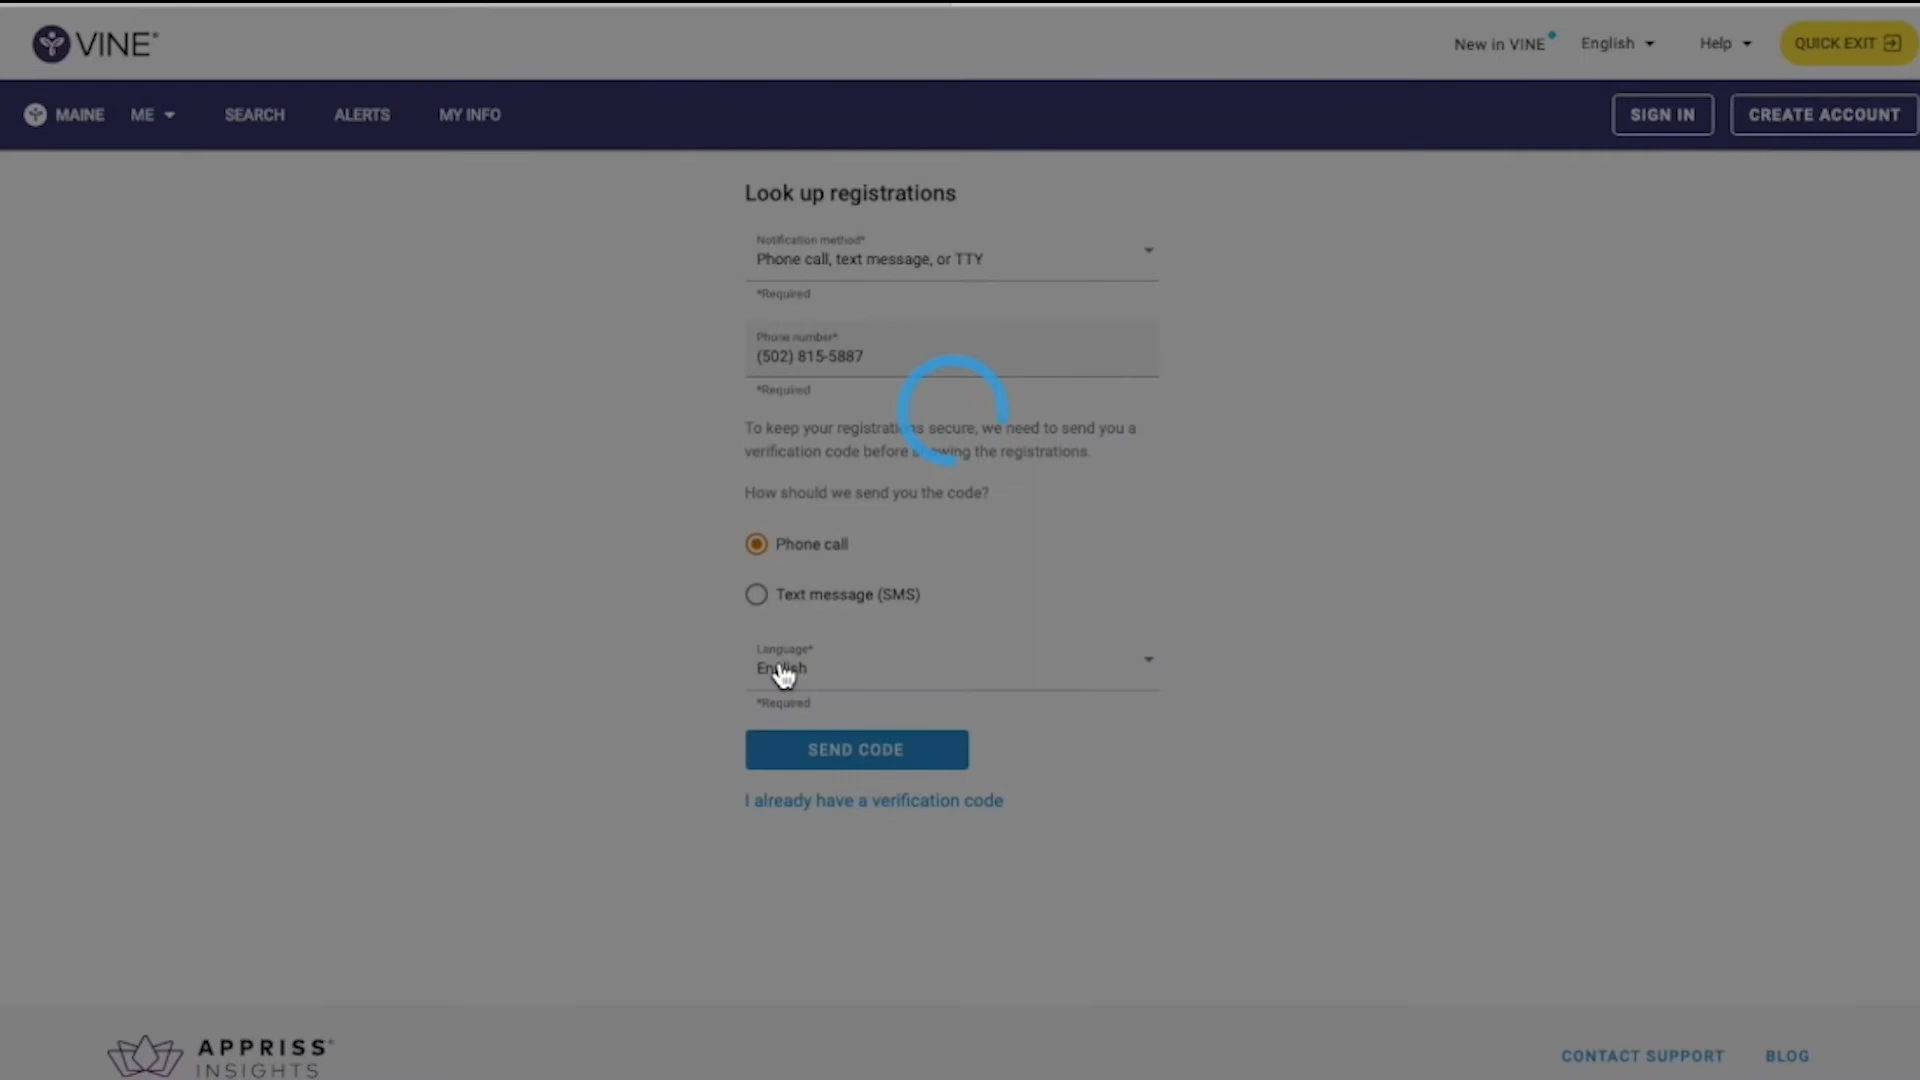 VINE®
New in VINE
English
Help
QUICK EXIT
MAINE
ME
SEARCH
ALERTS
MY INFO
SIGN IN
CREATE ACCOUNT
Look up registrations
Notification method*
Phone call, text message, or TTY
*Required
Phone number*
(502) 815-5887
*Required
To keep your registrations secure, we need to send you a
verification code before showing the registrations.
How should we send you the code?
Phone call
Text message (SMS)
Language*
English
*Required
SEND CODE
I already have a verification code
APPRISS®
INSIGHTS
CONTACT SUPPORT
BLOG